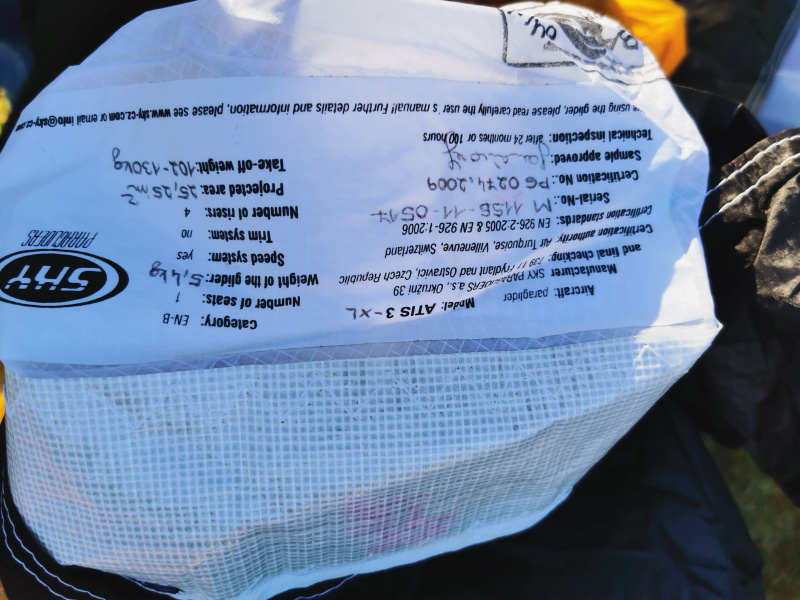 Aircraft: paraglider
Model: ATIS 3 - XL
Manufacturer SKY PARAGLIDERS a.s., Okružní 39
and final checking: 739 11 Frýdlant nad Ostravicí, Czech Republic
Certification authority: Air Turquoise, Villeneuve, Switzerland
Certification standards: EN 926-2:2005 & EN 926-1:2006
Serial-No.: M 115B-11-0517
Certification No.: PG 0274.2009
Sample approved:
Technical inspection: after 24 monthes or 100 hours
Category: EN-B
Number of seats: 1
Weight of the glider: 5,4 kg
Speed system: yes
Trim system: no
Number of risers: 4
Projected area: 25,25 m²
Take-off weight: 102-130kg
SKY
PARAGLIDERS
using the glider, please read carefully the user´s manual! Further details and information, please see www.sky-cz.com or email info@sky-cz.com